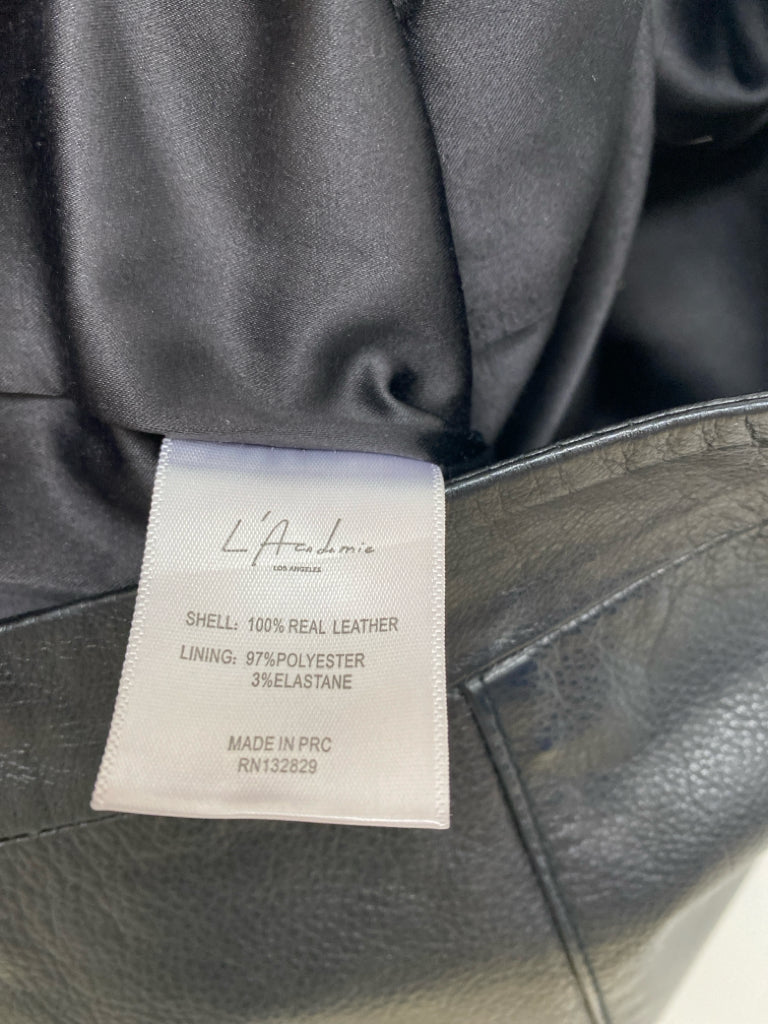 L'Academie
LOS ANGELES
SHELL: 100% REAL LEATHER
LINING: 97%POLYESTER
3%ELASTANE
MADE IN PRC
RN132829